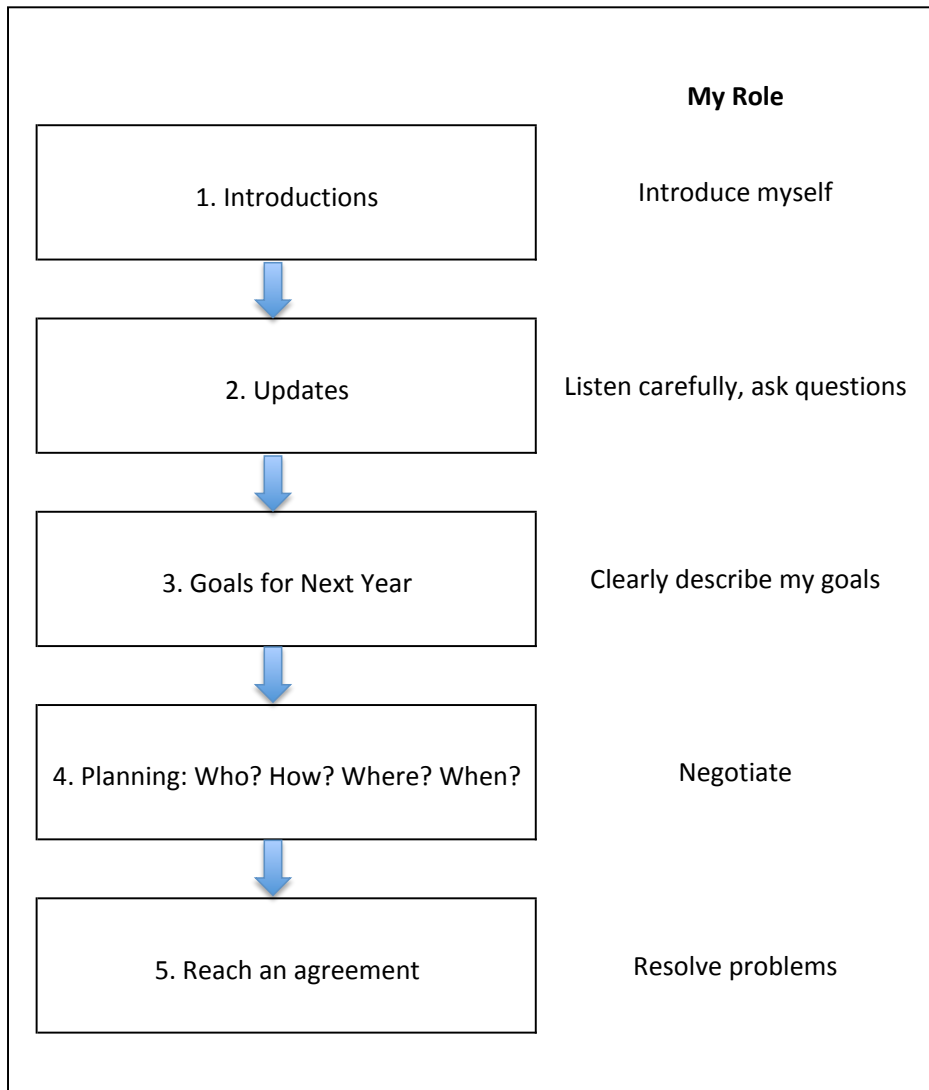 My Role
1. Introductions
Introduce myself
2. Updates
Listen carefully, ask questions
3. Goals for Next Year
Clearly describe my goals
4. Planning: Who? How? Where? When?
Negotiate
5. Reach an agreement
Resolve problems